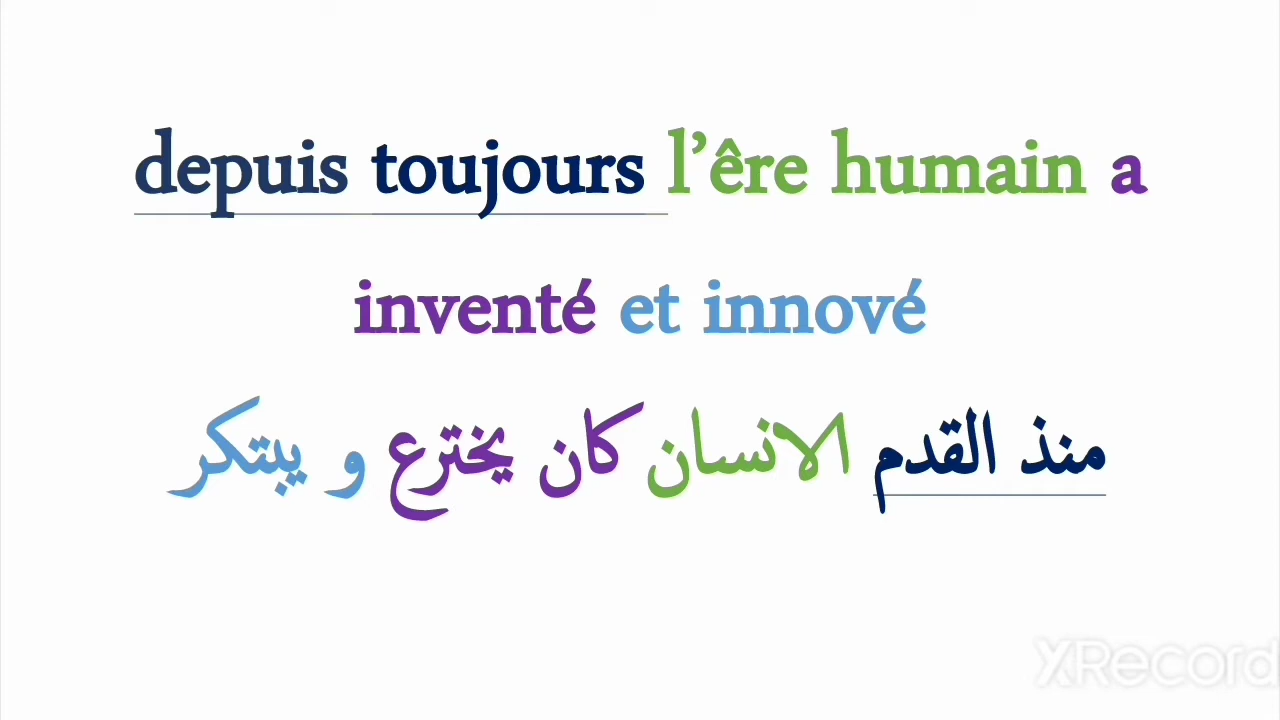 depuis toujours l’êre humain a
inventé et innové
منذ القدم الانسان كان يخترع و يبتكر
XRecord